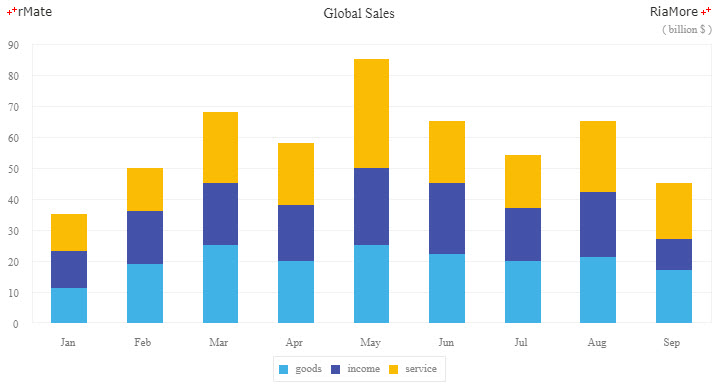 rMate
Global Sales
RiaMore
( billion $ )
90
80
70
60
50
40
30
20
10
0
Jan Feb Mar Apr May Jun Jul Aug Sep
goods income service